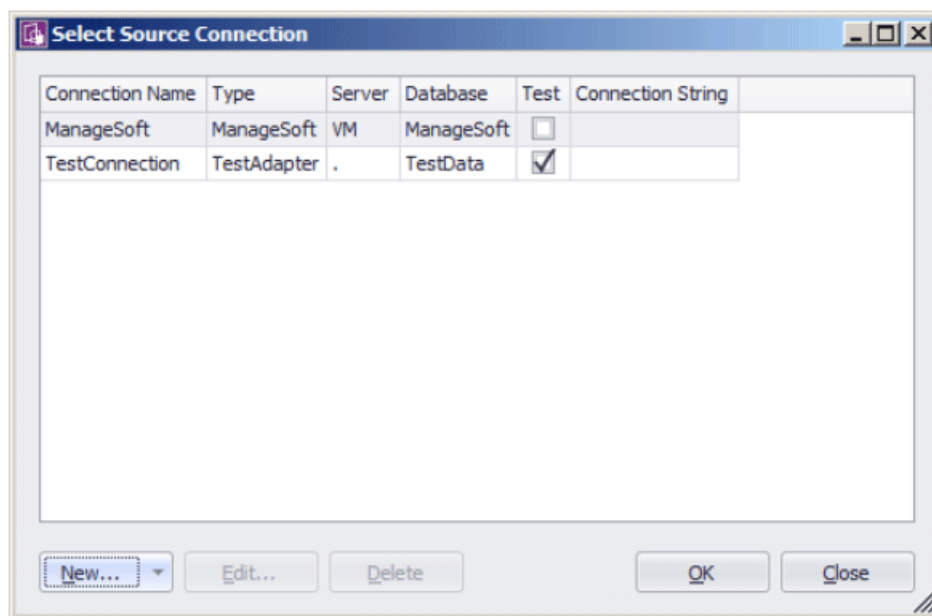 Select Source Connection
Connection Name Type Server Database Test Connection String
ManageSoft ManageSoft VM ManageSoft
TestConnection TestAdapter . TestData
New... Edit... Delete OK Close